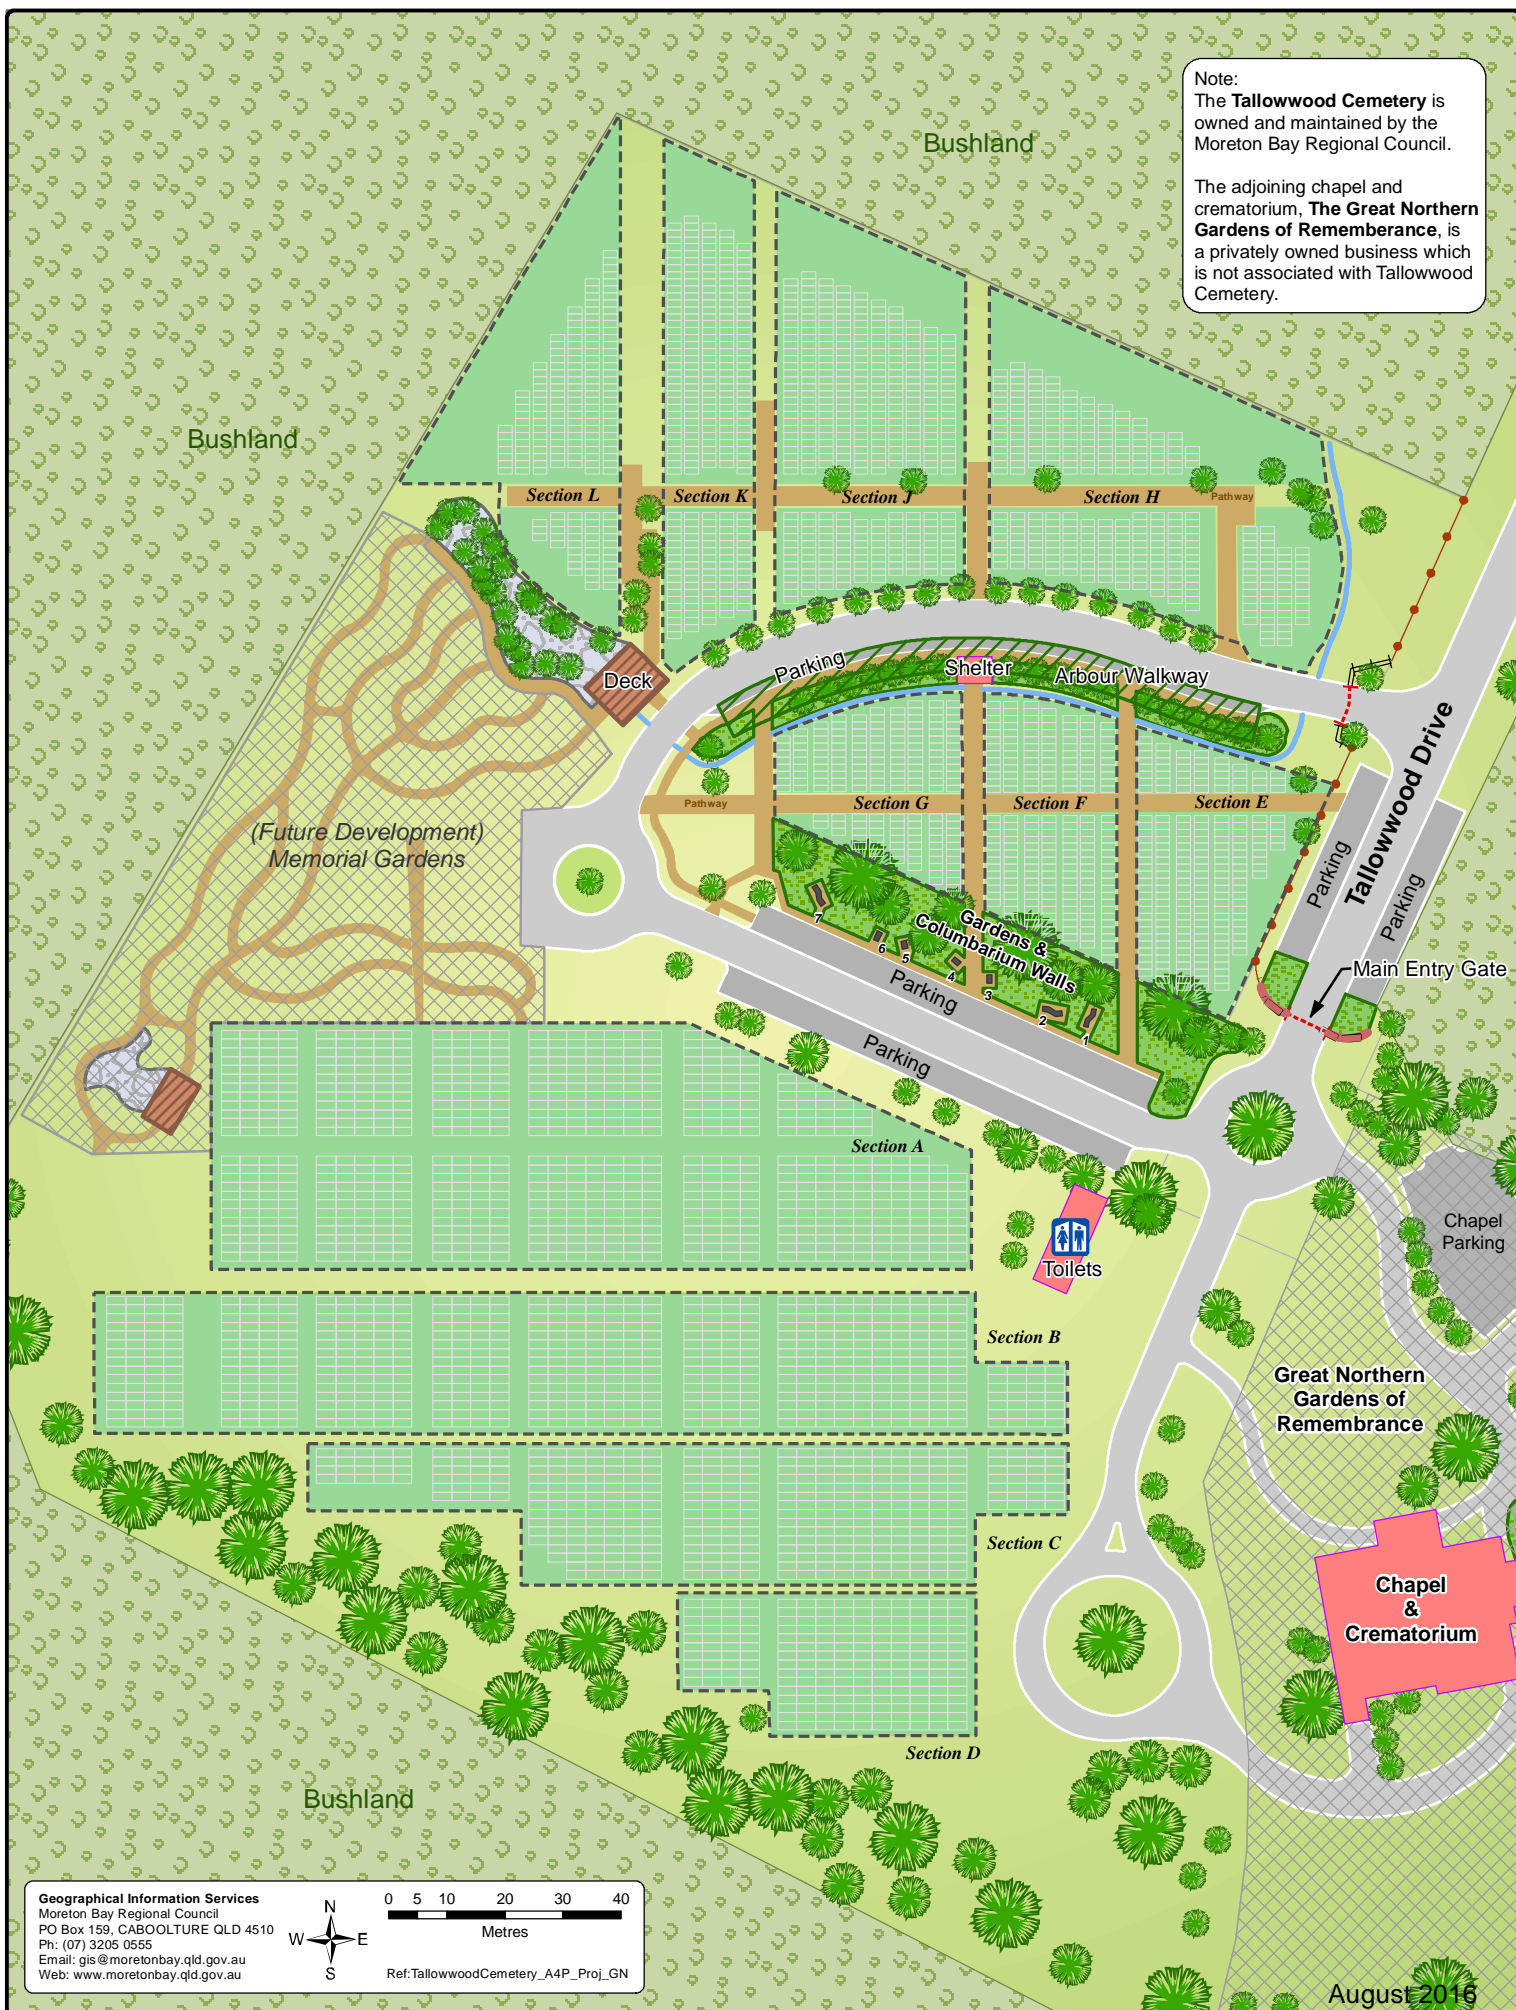 Note:
The Tallowwood Cemetery is
owned and maintained by the
Moreton Bay Regional Council.
The adjoining chapel and
crematorium, The Great Northern
Gardens of Rememberance, is
a privately owned business which
is not associated with Tallowwood
Cemetery.
Bushland
Bushland
Section L
Section K
Section J
Section H
Pathway
Deck
Parking
Shelter
Arbour Walkway
Tallowwood Drive
Pathway
Section G
Section F
Section E
(Future Development)
Memorial Gardens
Parking
Parking
Gardens &
Columbarium Walls
7
6
5
4
3
2
1
Main Entry Gate
Parking
Parking
Section A
Toilets
Chapel
Parking
Section B
Great Northern
Gardens of
Remembrance
Section C
Chapel
&
Crematorium
Section D
Bushland
Geographical Information Services
Moreton Bay Regional Council
PO Box 159, CABOOLTURE QLD 4510
Ph: (07) 3205 0555
Email: gis@moretonbay.qld.gov.au
Web: www.moretonbay.qld.gov.au
N
W E
S
0 5 10 20 30 40
Metres
Ref:TallowwoodCemetery_A4P_Proj_GN
August 2016